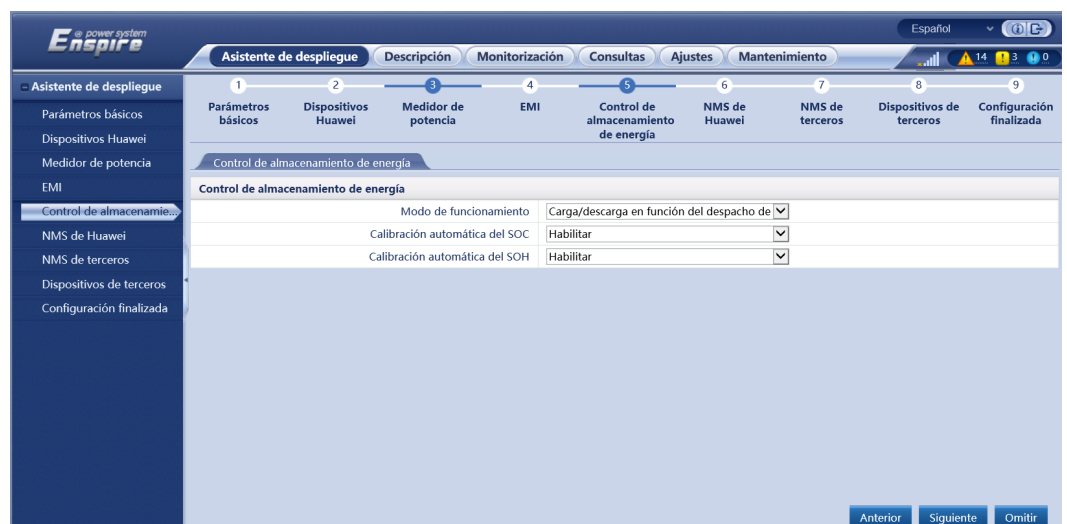 e power system
Enspire
Español
Asistente de despliegue Descripción Monitorización Consultas Ajustes Mantenimiento
14 3 0
Asistente de despliegue
Parámetros básicos
Dispositivos Huawei
Medidor de potencia
EMI
Control de almacenamie...
NMS de Huawei
NMS de terceros
Dispositivos de terceros
Configuración finalizada
1 2 3 4 5 6 7 8 9
Parámetros básicos
Dispositivos Huawei
Medidor de potencia
EMI
Control de almacenamiento de energía
NMS de Huawei
NMS de terceros
Dispositivos de terceros
Configuración finalizada
Control de almacenamiento de energía
Control de almacenamiento de energía
Modo de funcionamiento Carga/descarga en función del despacho de
Calibración automática del SOC Habilitar
Calibración automática del SOH Habilitar
Anterior Siguiente Omitir